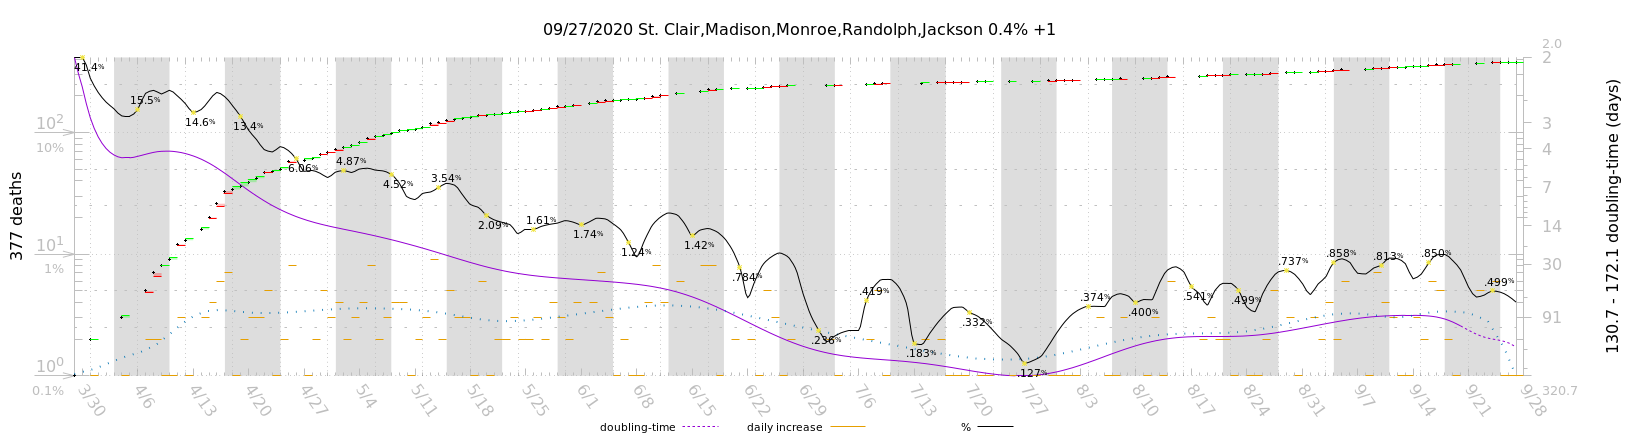 09/27/2020 St. Clair,Madison,Monroe,Randolph,Jackson 0.4% +1
377 deaths
10² 10% 10¹ 1% 10⁰ 0.1%
41.4% 15.5% 14.6% 13.4% 6.06% 4.87% 4.52% 3.54% 2.09% 1.61% 1.74% 1.24% 1.42% .784% .236% .419% .183% .332% .127% .374% .400% .541% .499% .737% .858% .813% .850% .499%
2.0
2
3
4
7
14
30
91
320.7
130.7 - 172.1 doubling-time (days)
3/30 4/6 4/13 4/20 4/27 5/4 5/11 5/18 5/25 6/1 6/8 6/15 6/22 6/29 7/6 7/13 7/20 7/27 8/3 8/10 8/17 8/24 8/31 9/7 9/14 9/21 9/28
doubling-time daily increase %